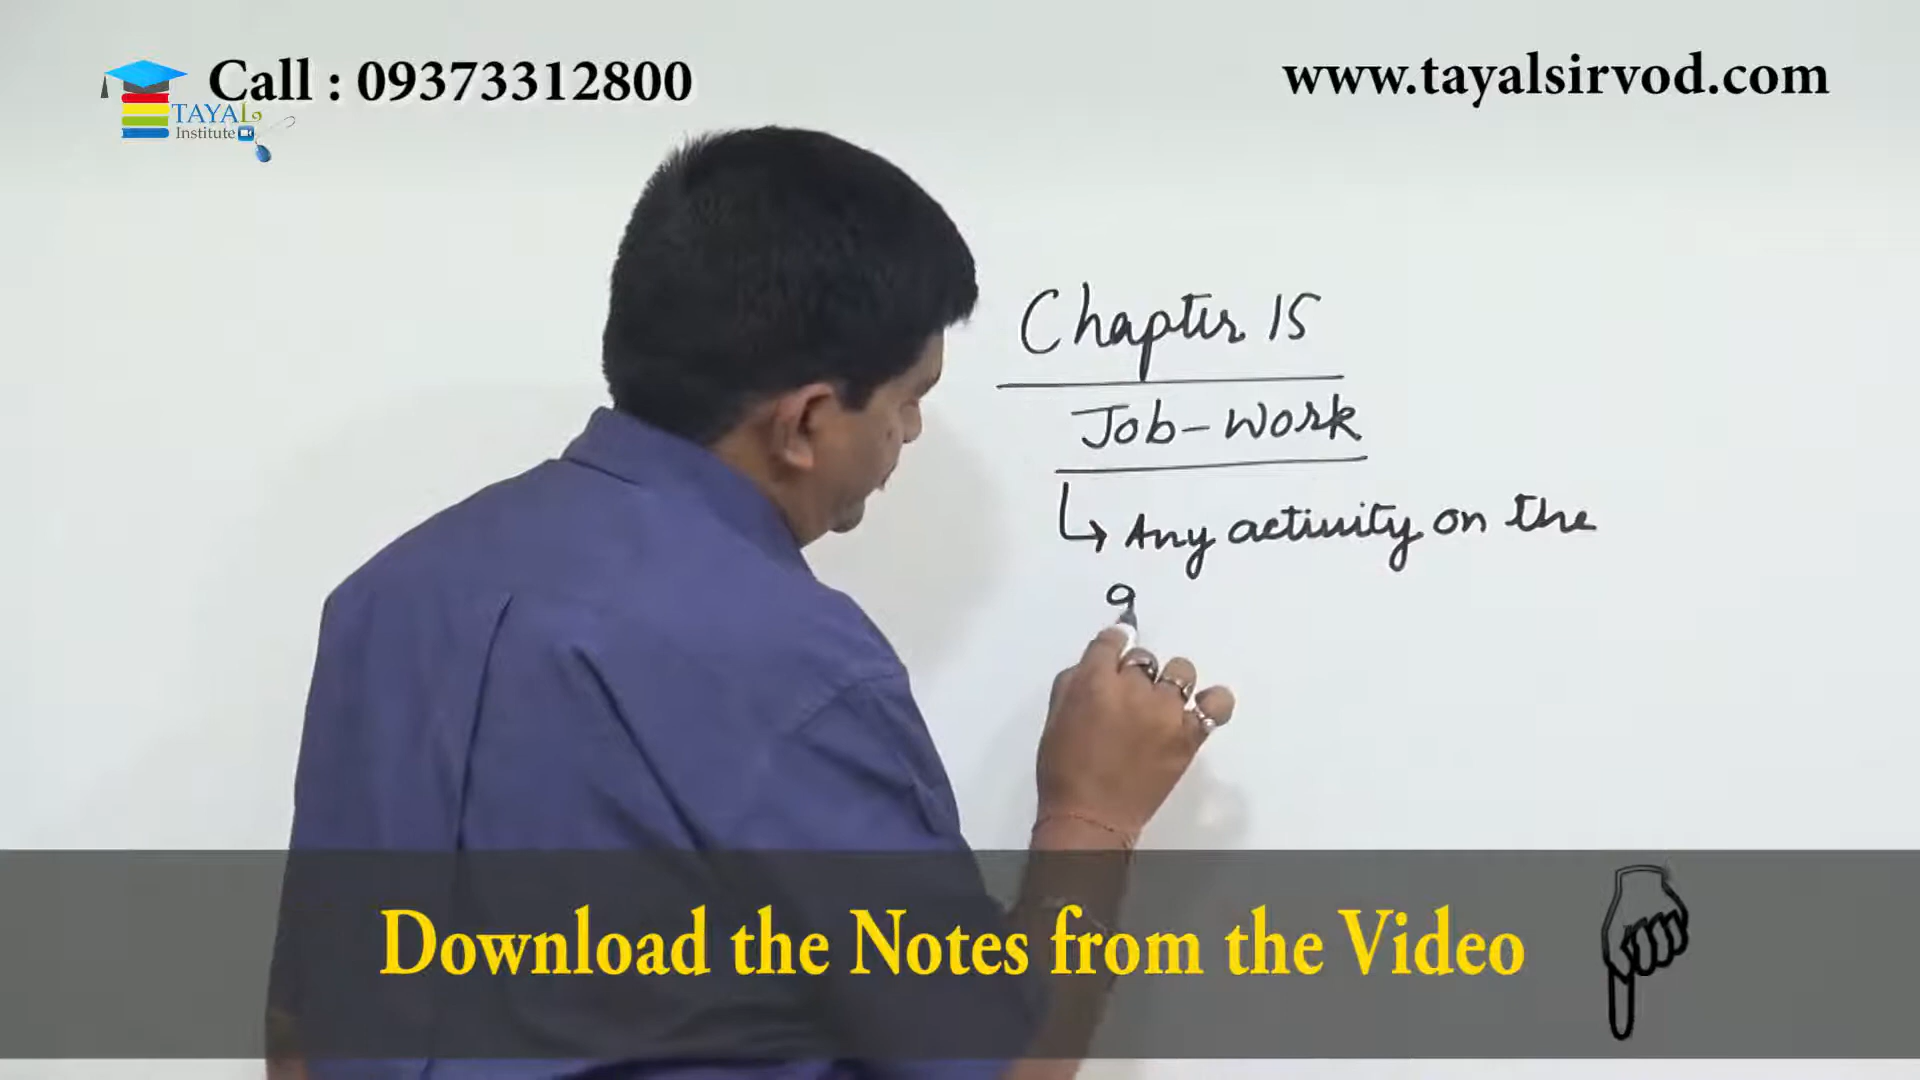 Call : 09373312800
www.tayalsirvod.com
TAYAL
Institute
Chapter 15
Job-Work
↳ Any activity on the
g
Download the Notes from the Video